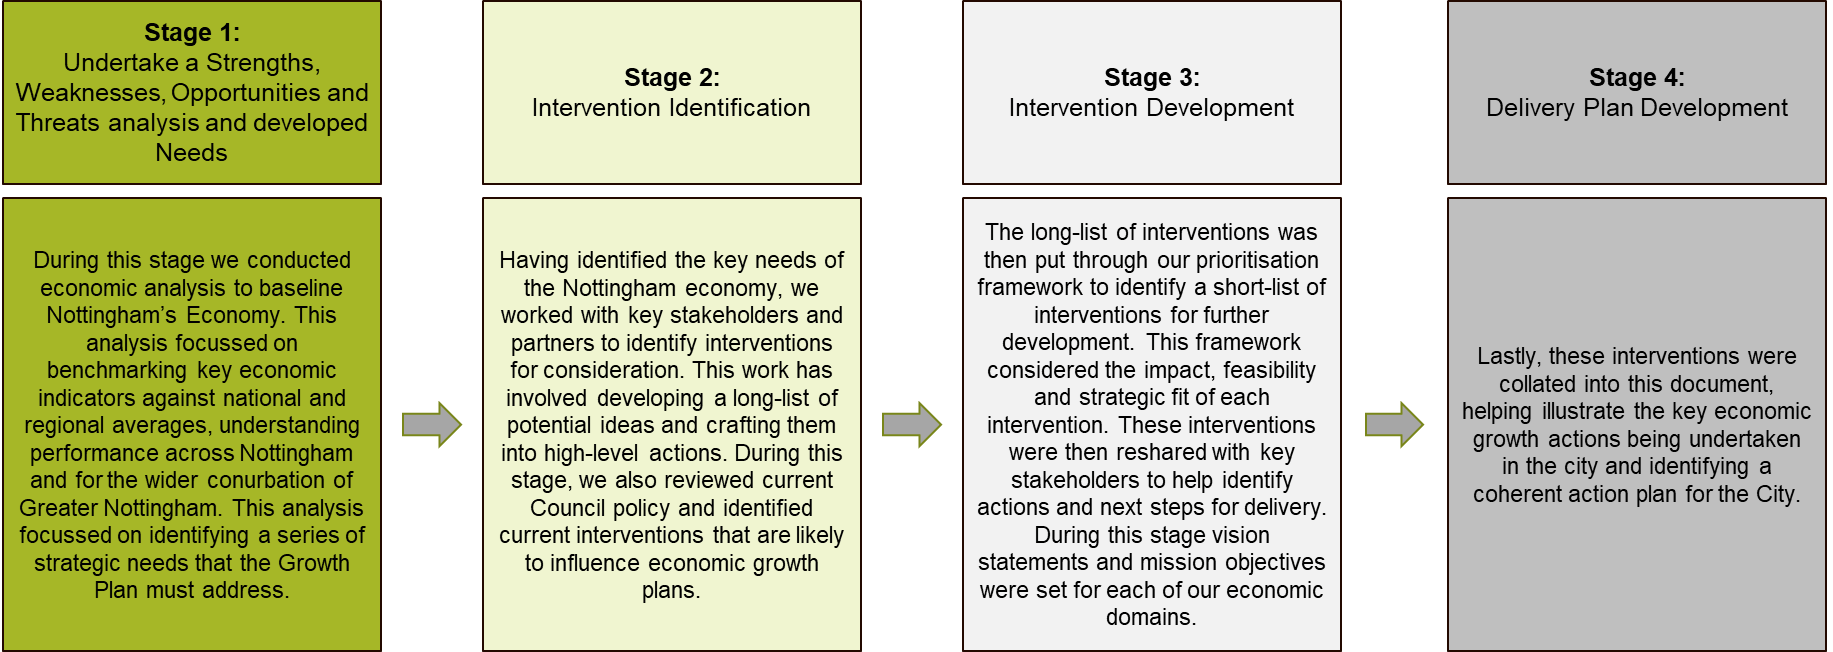 Stage 1:
Undertake a Strengths,
Weaknesses, Opportunities and
Threats analysis and developed
Needs
During this stage we conducted
economic analysis to baseline
Nottingham’s Economy. This
analysis focussed on
benchmarking key economic
indicators against national and
regional averages, understanding
performance across Nottingham
and for the wider conurbation of
Greater Nottingham. This analysis
focussed on identifying a series of
strategic needs that the Growth
Plan must address.
Stage 2:
Intervention Identification
Having identified the key needs of
the Nottingham economy, we
worked with key stakeholders and
partners to identify interventions
for consideration. This work has
involved developing a long-list of
potential ideas and crafting them
into high-level actions. During this
stage, we also reviewed current
Council policy and identified
current interventions that are likely
to influence economic growth
plans.
Stage 3:
Intervention Development
The long-list of interventions was
then put through our prioritisation
framework to identify a short-list of
interventions for further
development. This framework
considered the impact, feasibility
and strategic fit of each
intervention. These interventions
were then reshared with key
stakeholders to help identify
actions and next steps for delivery.
During this stage vision
statements and mission objectives
were set for each of our economic
domains.
Stage 4:
Delivery Plan Development
Lastly, these interventions were
collated into this document,
helping illustrate the key economic
growth actions being undertaken
in the city and identifying a
coherent action plan for the City.